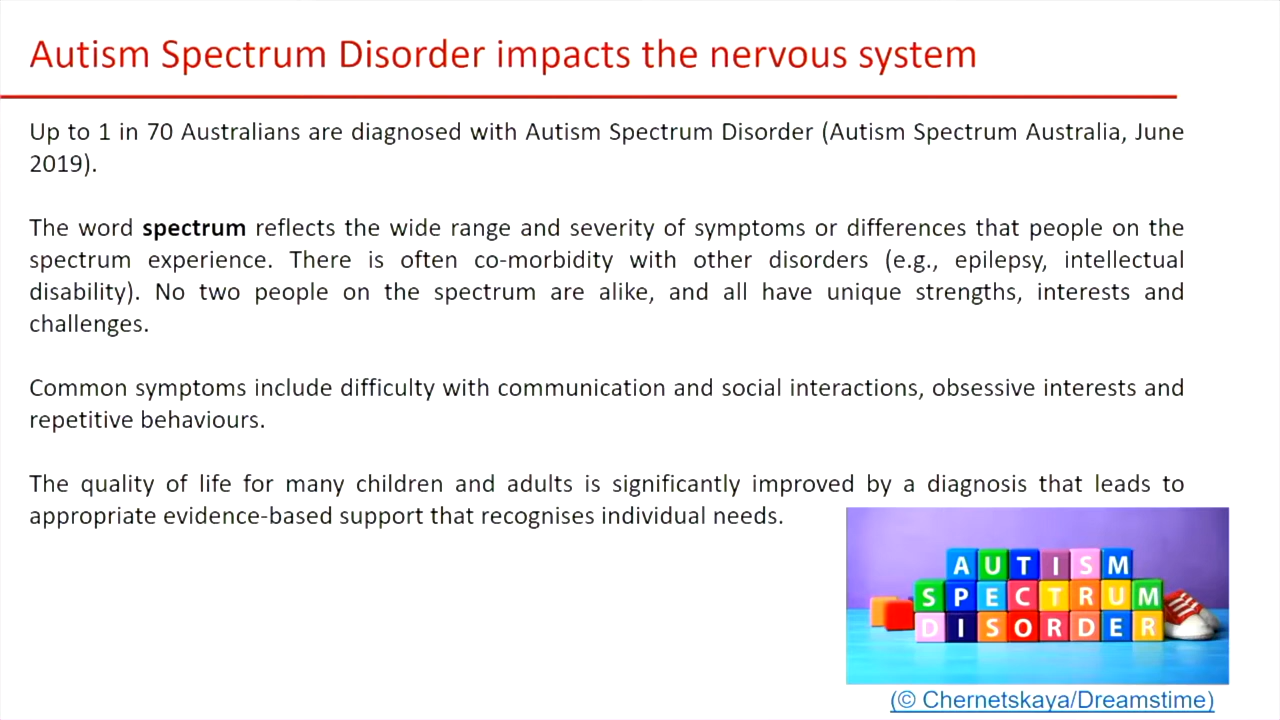 Autism Spectrum Disorder impacts the nervous system
Up to 1 in 70 Australians are diagnosed with Autism Spectrum Disorder (Autism Spectrum Australia, June
2019).
The word spectrum reflects the wide range and severity of symptoms or differences that people on the
spectrum experience. There is often co-morbidity with other disorders (e.g., epilepsy, intellectual
disability). No two people on the spectrum are alike, and all have unique strengths, interests and
challenges.
Common symptoms include difficulty with communication and social interactions, obsessive interests and
repetitive behaviours.
The quality of life for many children and adults is significantly improved by a diagnosis that leads to
appropriate evidence-based support that recognises individual needs.
AUTISM
SPECTRUM
DISORDER
(© Chernetskaya/Dreamstime)